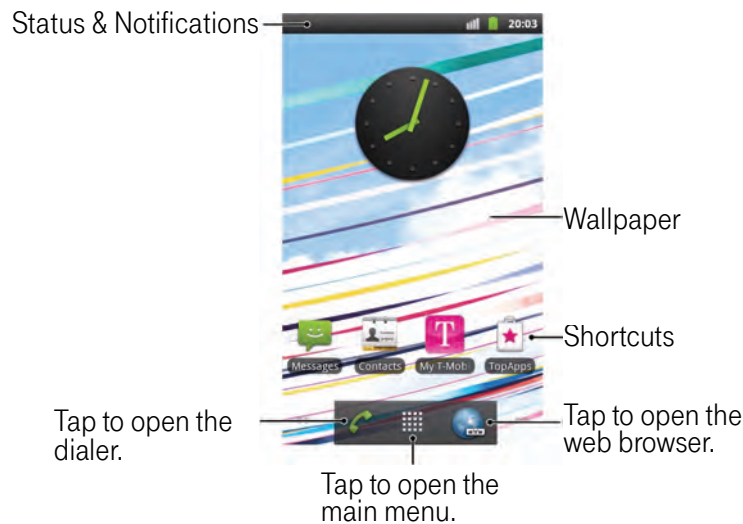 Status & Notifications
20:03
Wallpaper
Messages
Contacts
My T-Mob
TopApps
Shortcuts
Tap to open the
dialer.
Tap to open the
main menu.
Tap to open the
web browser.